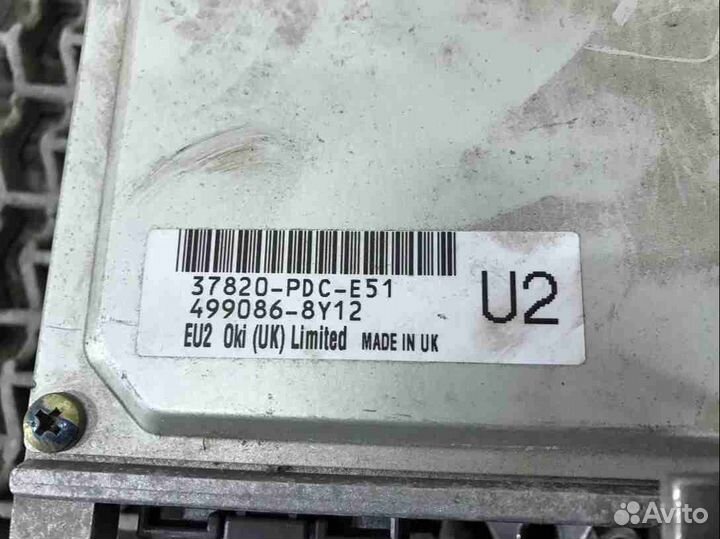 37820-PDC-E51
499086-8Y12
U2
EU2 Oki (UK) Limited MADE IN UK
Avito